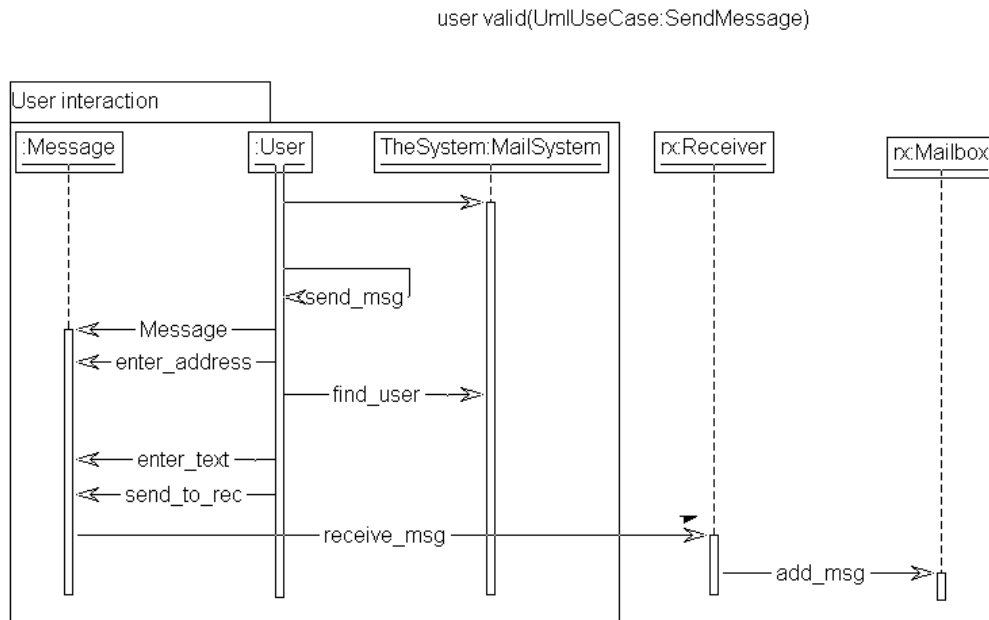 user valid(UmlUseCase:SendMessage)
User interaction
:Message
:User
TheSystem:MailSystem
rx:Receiver
rx:Mailbox
send_msg
Message
enter_address
find_user
enter_text
send_to_rec
receive_msg
add_msg